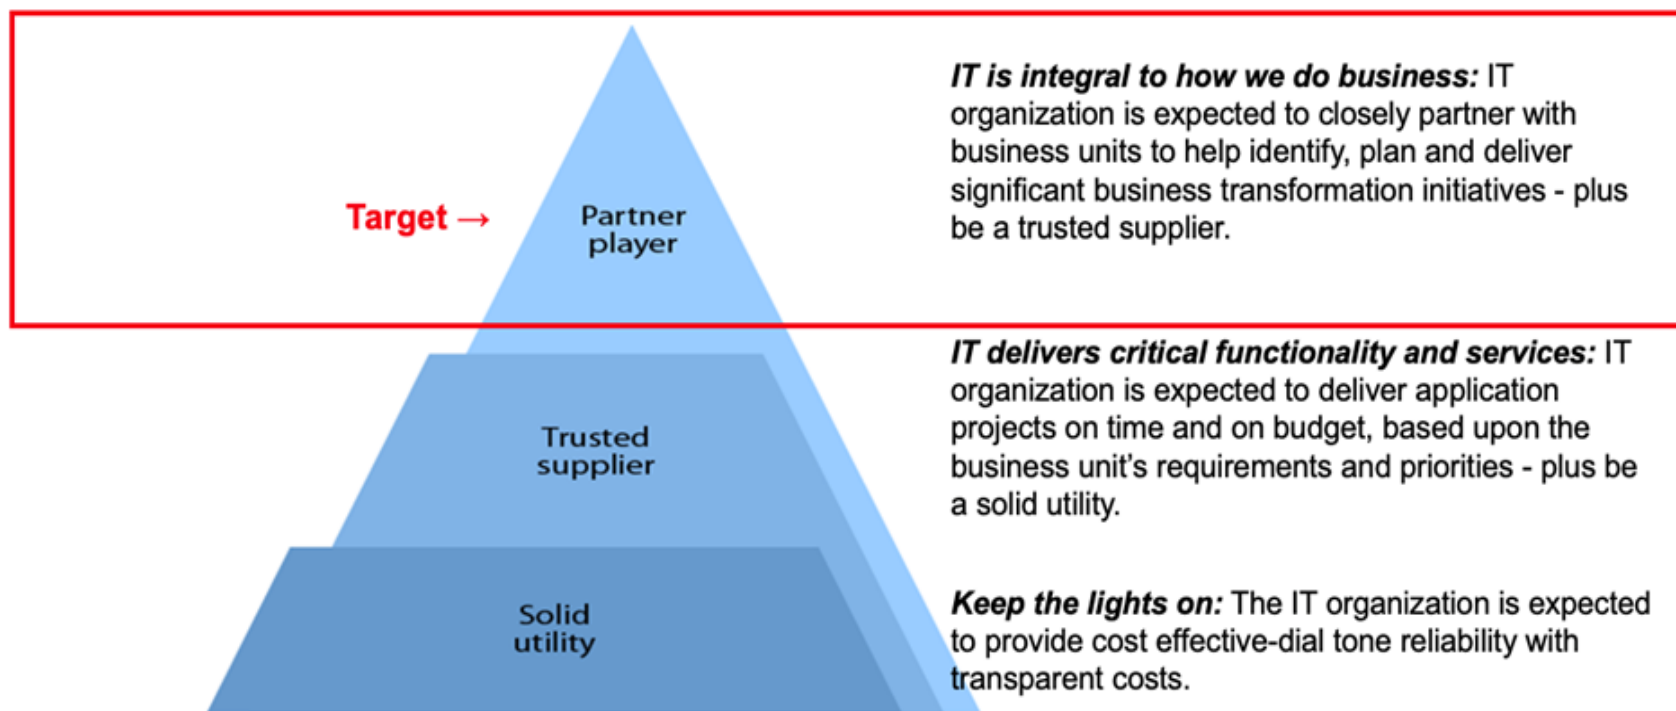 IT is integral to how we do business: IT
organization is expected to closely partner with
business units to help identify, plan and deliver
significant business transformation initiatives - plus
be a trusted supplier.
Target →
Partner
player
IT delivers critical functionality and services: IT
organization is expected to deliver application
projects on time and on budget, based upon the
business unit's requirements and priorities - plus be
a solid utility.
Trusted
supplier
Keep the lights on: The IT organization is expected
to provide cost effective-dial tone reliability with
transparent costs.
Solid
utility